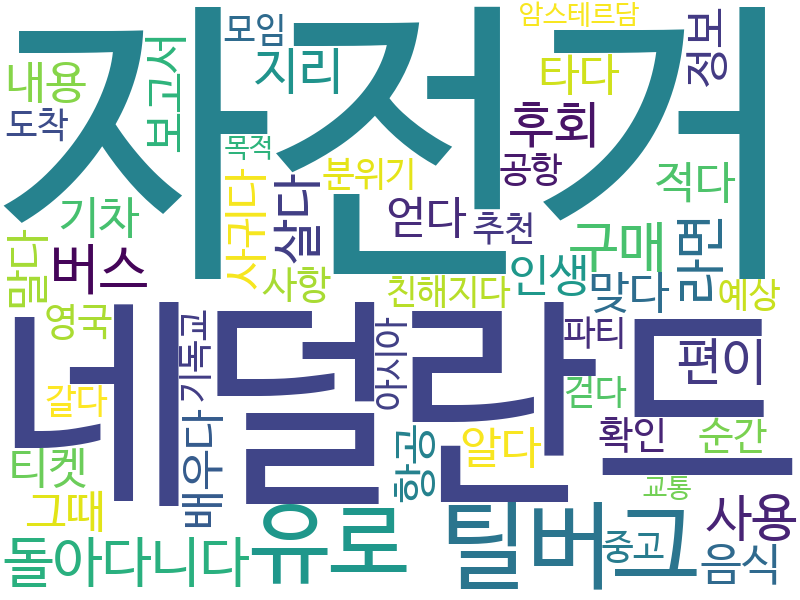 암스테르담
모임
자전거
지리
내용
보고서
타다
정보
도착
후회
목적
분위기
공항
적다
기차
사귀다
살다
얻다
추천
구매
라면
버스
말다
사항
친해지다
인생
맞다
예상
영국
네덜란드
기독교
아시아
파티
편이
갈다
걷다
배우다
항공
알다
확인
순간
티켓
그때
교통
돌아다니다
유로
틸버그
중고
사용
음식